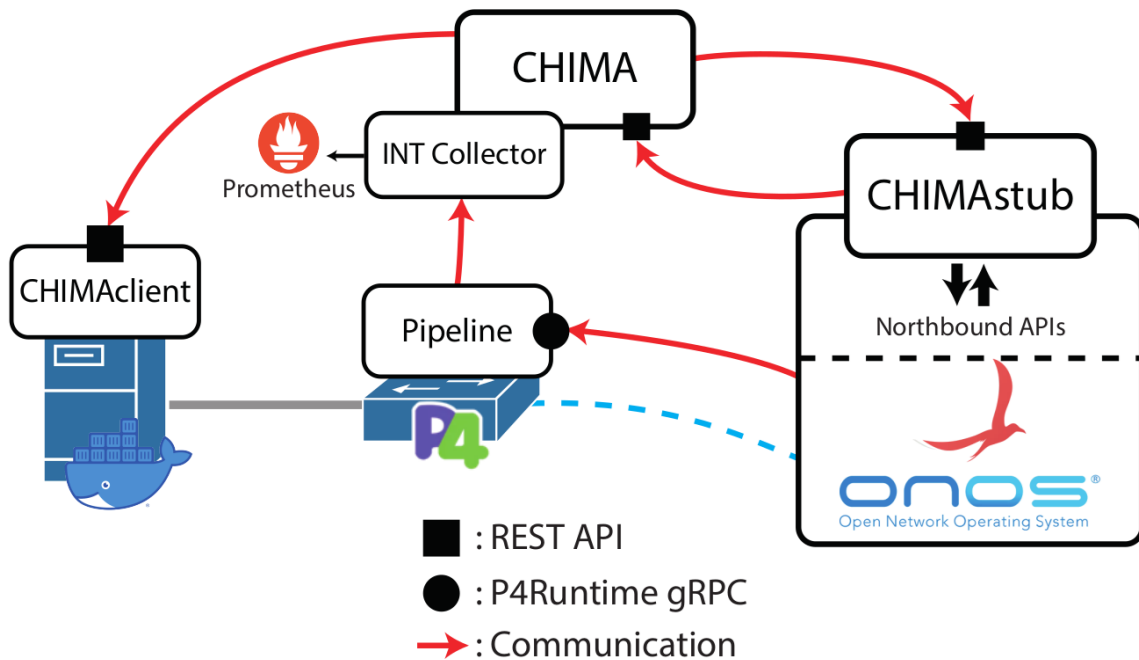 CHIMA
INT Collector
Prometheus
CHIMAstub
CHIMAclient
Pipeline
Northbound APIs
P4
onos®
Open Network Operating System
: REST API
: P4Runtime gRPC
: Communication